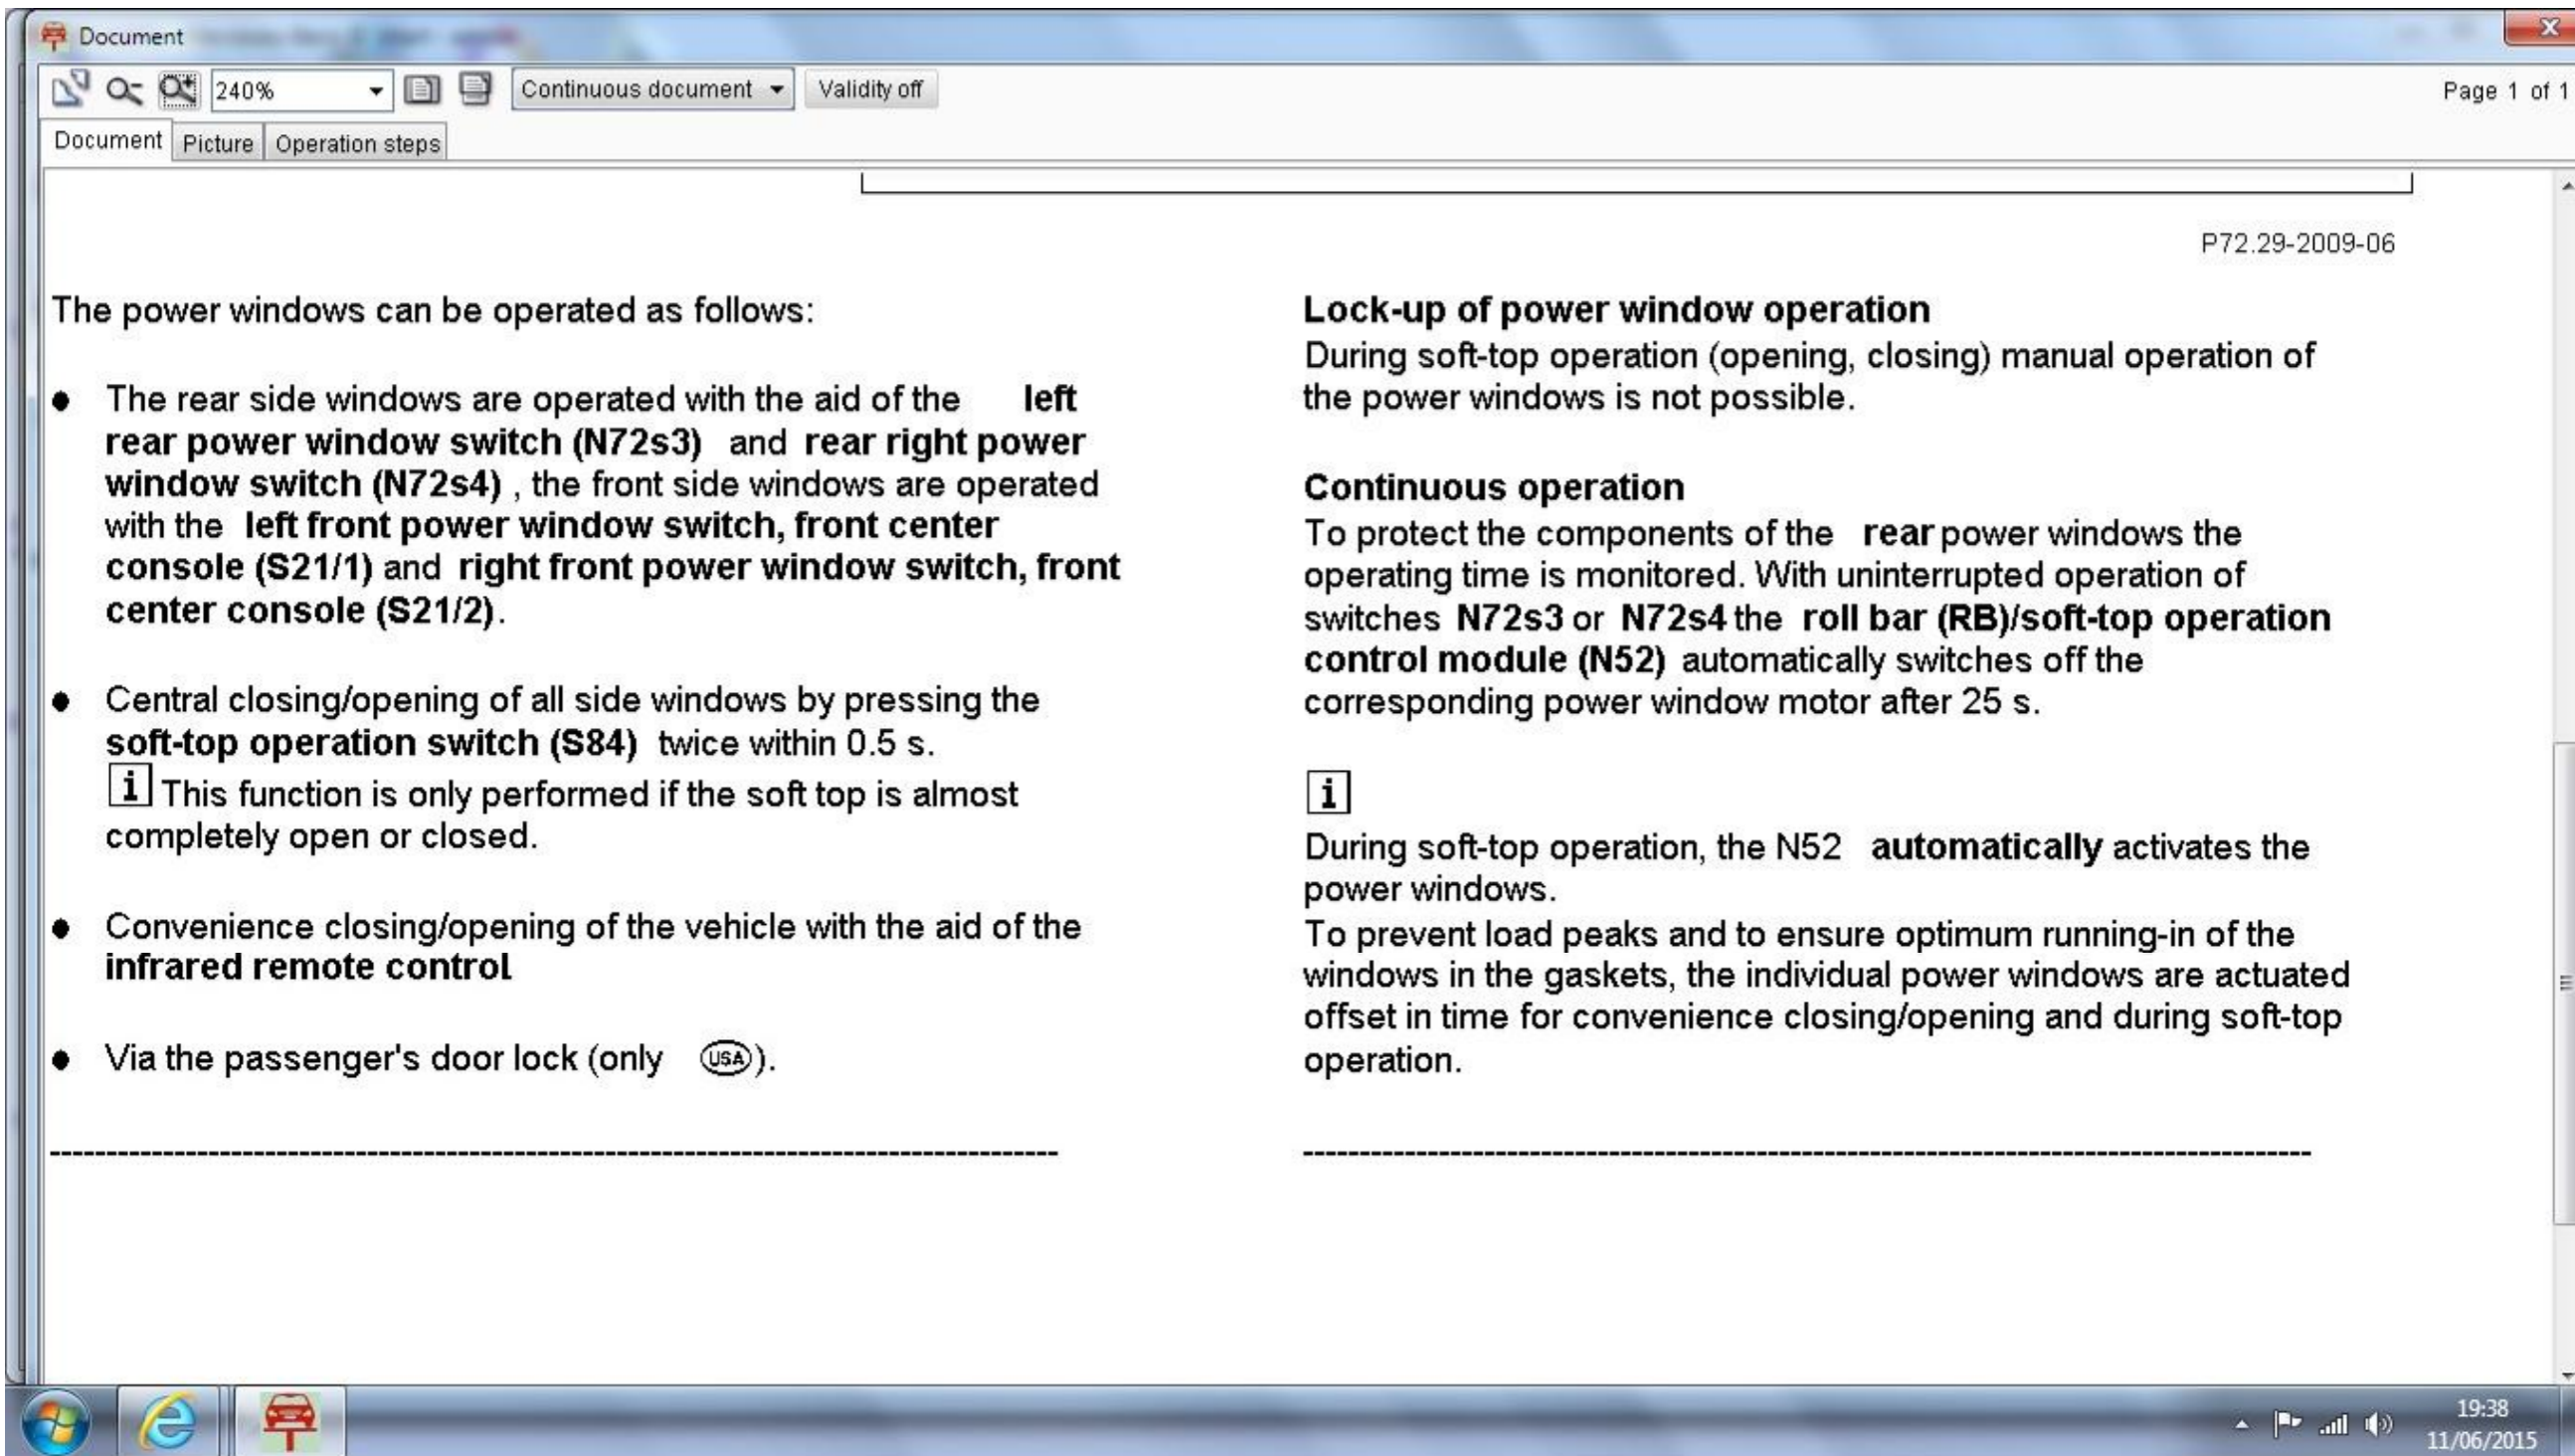 Document
240%
Continuous document
Validity off
Page 1 of 1
Document
Picture
Operation steps
P72.29-2009-06
The power windows can be operated as follows:
● The rear side windows are operated with the aid of the left
rear power window switch (N72s3) and rear right power
window switch (N72s4) , the front side windows are operated
with the left front power window switch, front center
console (S21/1) and right front power window switch, front
center console (S21/2).
● Central closing/opening of all side windows by pressing the
soft-top operation switch (S84) twice within 0.5 s.
i This function is only performed if the soft top is almost
completely open or closed.
● Convenience closing/opening of the vehicle with the aid of the
infrared remote control.
● Via the passenger's door lock (only USA).
--------------------------------------------------------------------------------
Lock-up of power window operation
During soft-top operation (opening, closing) manual operation of
the power windows is not possible.
Continuous operation
To protect the components of the rear power windows the
operating time is monitored. With uninterrupted operation of
switches N72s3 or N72s4 the roll bar (RB)/soft-top operation
control module (N52) automatically switches off the
corresponding power window motor after 25 s.
i
During soft-top operation, the N52 automatically activates the
power windows.
To prevent load peaks and to ensure optimum running-in of the
windows in the gaskets, the individual power windows are actuated
offset in time for convenience closing/opening and during soft-top
operation.
--------------------------------------------------------------------------------
19:38
11/06/2015